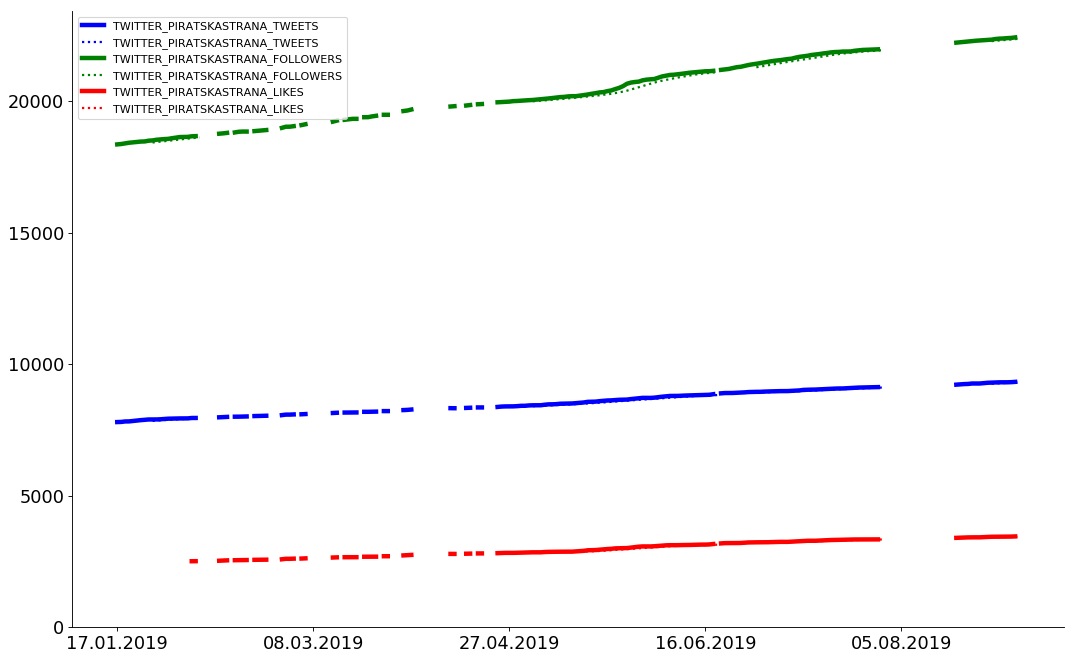 TWITTER_PIRATSKASTRANA_TWEETS
TWITTER_PIRATSKASTRANA_TWEETS
TWITTER_PIRATSKASTRANA_FOLLOWERS
TWITTER_PIRATSKASTRANA_FOLLOWERS
TWITTER_PIRATSKASTRANA_LIKES
TWITTER_PIRATSKASTRANA_LIKES
20000
15000
10000
5000
0
17.01.2019 08.03.2019 27.04.2019 16.06.2019 05.08.2019